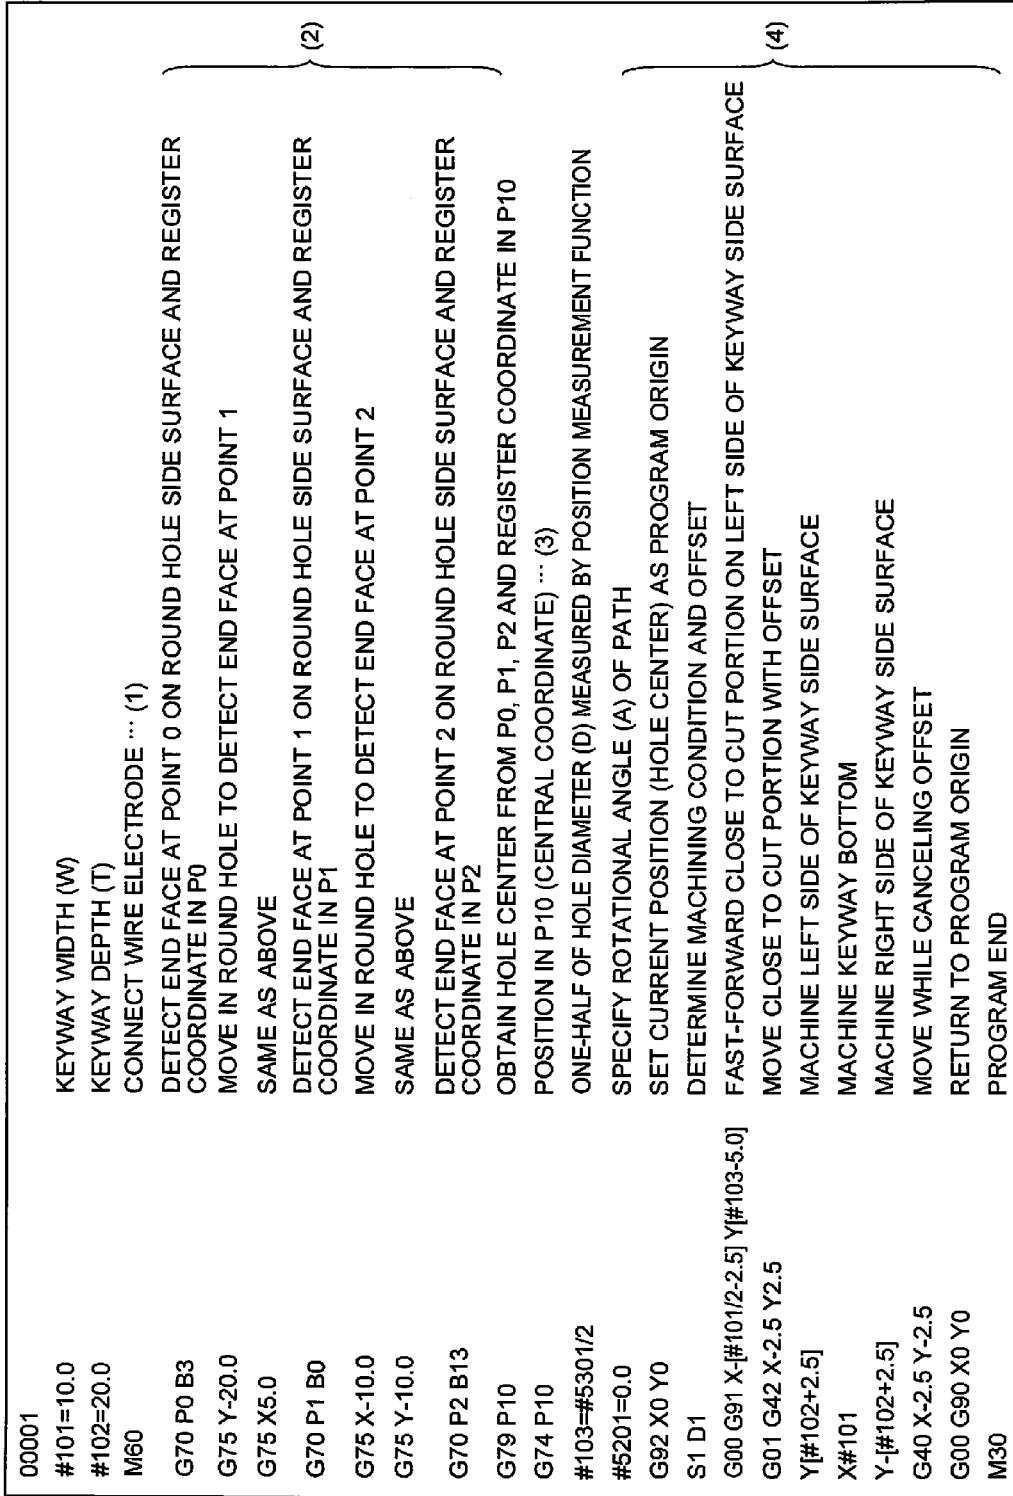 00001
#101=10.0 KEYWAY WIDTH (W)
#102=20.0 KEYWAY DEPTH (T)
M60 CONNECT WIRE ELECTRODE ··· (1)
G70 P0 B3 DETECT END FACE AT POINT 0 ON ROUND HOLE SIDE SURFACE AND REGISTER
COORDINATE IN P0
G75 Y-20.0 MOVE IN ROUND HOLE TO DETECT END FACE AT POINT 1
G75 X5.0 SAME AS ABOVE
G70 P1 B0 DETECT END FACE AT POINT 1 ON ROUND HOLE SIDE SURFACE AND REGISTER
COORDINATE IN P1
(2)
G75 X-10.0 MOVE IN ROUND HOLE TO DETECT END FACE AT POINT 2
G75 Y-10.0 SAME AS ABOVE
G70 P2 B13 DETECT END FACE AT POINT 2 ON ROUND HOLE SIDE SURFACE AND REGISTER
COORDINATE IN P2
G79 P10 OBTAIN HOLE CENTER FROM P0, P1, P2 AND REGISTER COORDINATE IN P10
G74 P10 POSITION IN P10 (CENTRAL COORDINATE) ··· (3)
#103=#5301/2 ONE-HALF OF HOLE DIAMETER (D) MEASURED BY POSITION MEASUREMENT FUNCTION
#5201=0.0 SPECIFY ROTATIONAL ANGLE (A) OF PATH
G92 X0 Y0 SET CURRENT POSITION (HOLE CENTER) AS PROGRAM ORIGIN
S1 D1 DETERMINE MACHINING CONDITION AND OFFSET
G00 G91 X-[#101/2-2.5] Y[#103-5.0] FAST-FORWARD CLOSE TO CUT PORTION ON LEFT SIDE OF KEYWAY SIDE SURFACE
G01 G42 X-2.5 Y2.5 MOVE CLOSE TO CUT PORTION WITH OFFSET
(4)
Y[#102+2.5] MACHINE LEFT SIDE OF KEYWAY SIDE SURFACE
X#101 MACHINE KEYWAY BOTTOM
Y-[#102+2.5] MACHINE RIGHT SIDE OF KEYWAY SIDE SURFACE
G40 X-2.5 Y-2.5 MOVE WHILE CANCELING OFFSET
G00 G90 X0 Y0 RETURN TO PROGRAM ORIGIN
M30 PROGRAM END